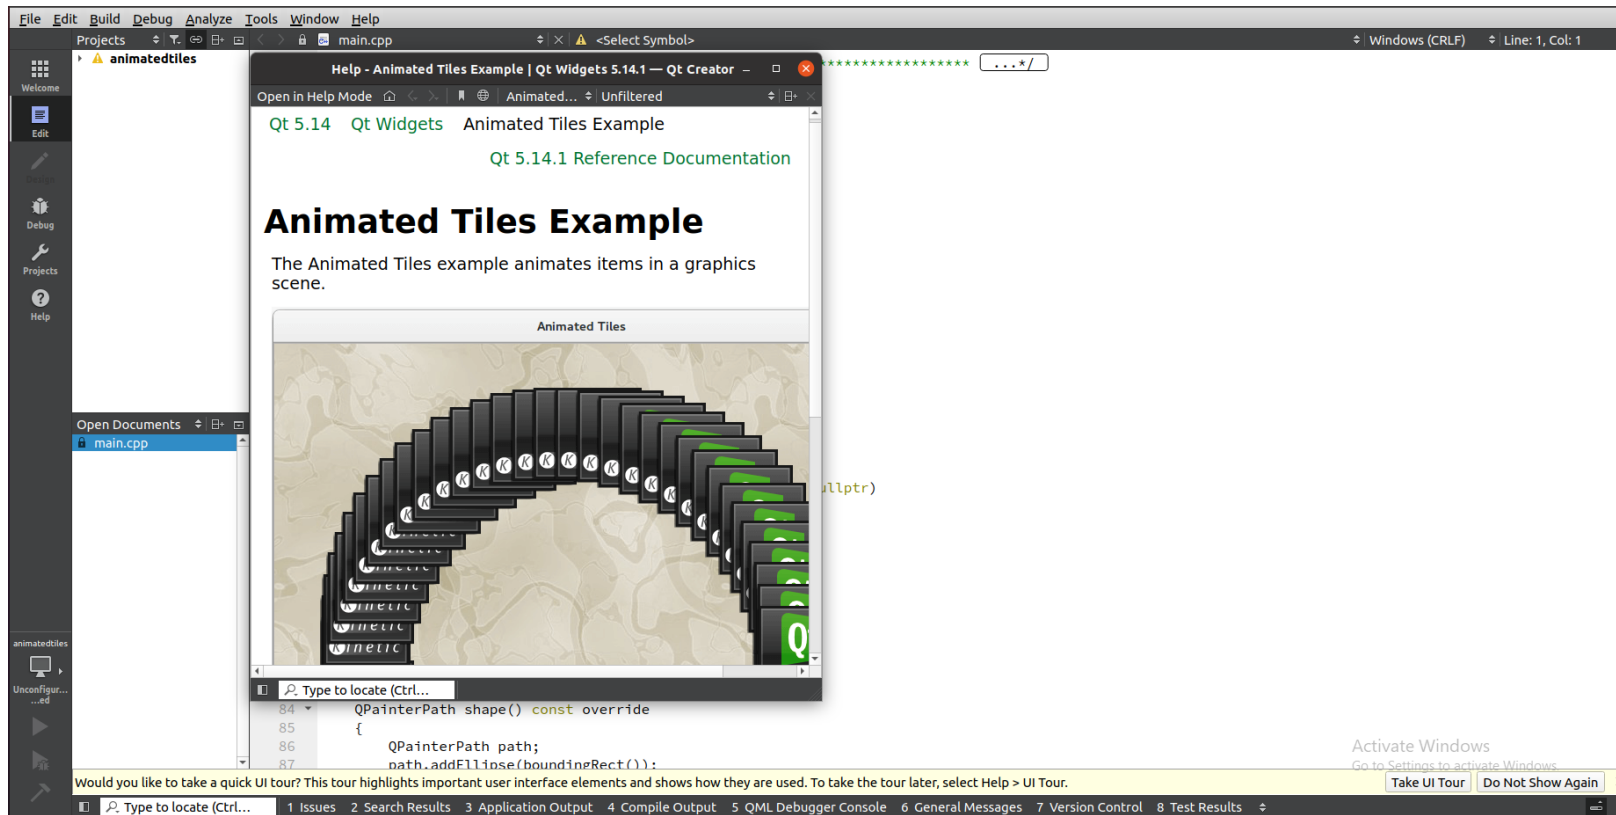 File Edit Build Debug Analyze Tools Window Help
Projects
main.cpp
<Select Symbol>
Windows (CRLF)
Line: 1, Col: 1
Welcome
Edit
Design
Debug
Projects
Help
animatedtiles
Open Documents
main.cpp
****************** ...*/
Help - Animated Tiles Example | Qt Widgets 5.14.1 — Qt Creator
Open in Help Mode
Animated...
Unfiltered
Qt 5.14 Qt Widgets Animated Tiles Example
Qt 5.14.1 Reference Documentation
Animated Tiles Example
The Animated Tiles example animates items in a graphics
scene.
Animated Tiles
Kinetic
Kinetic
Kinetic
Kinetic
Type to locate (Ctrl...
ullptr)
84 QPainterPath shape() const override
85 {
86 QPainterPath path;
87 path.addEllipse(boundingRect());
animatedtiles
Unconfigur...
...ed
Activate Windows
Go to Settings to activate Windows.
Would you like to take a quick UI tour? This tour highlights important user interface elements and shows how they are used. To take the tour later, select Help > UI Tour.
Take UI Tour
Do Not Show Again
Type to locate (Ctrl...
1 Issues 2 Search Results 3 Application Output 4 Compile Output 5 QML Debugger Console 6 General Messages 7 Version Control 8 Test Results